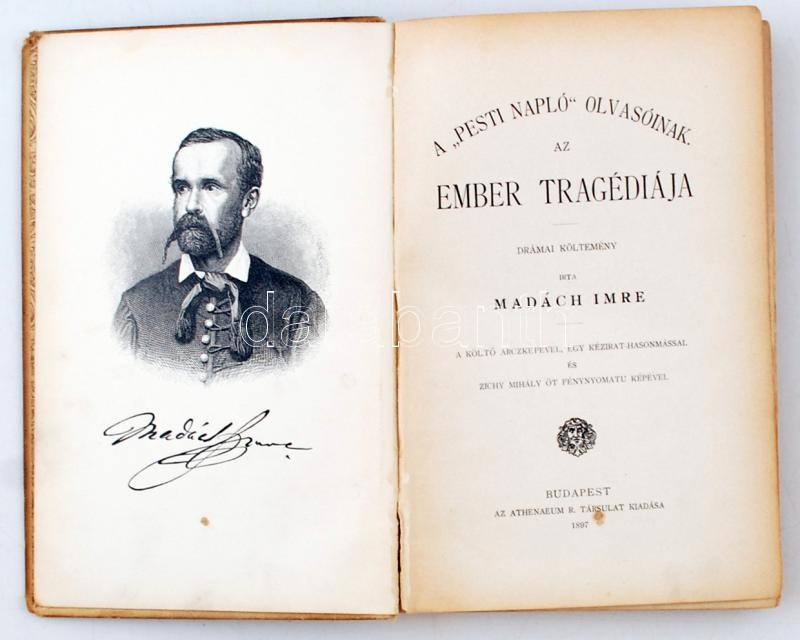 Madách Imre
A „PESTI NAPLÓ“ OLVASÓINAK.
AZ
EMBER TRAGÉDIÁJA
DRÁMAI KÖLTEMÉNY
IRTA
MADÁCH IMRE
A KÖLTŐ ARCZKÉPÉVEL, EGY KÉZIRAT-HASONMÁSSAL
ÉS
ZICHY MIHÁLY ÖT FÉNYNYOMATU KÉPÉVEL
BUDAPEST
AZ ATHENAEUM R. TÁRSULAT KIADÁSA
1897
darabanth